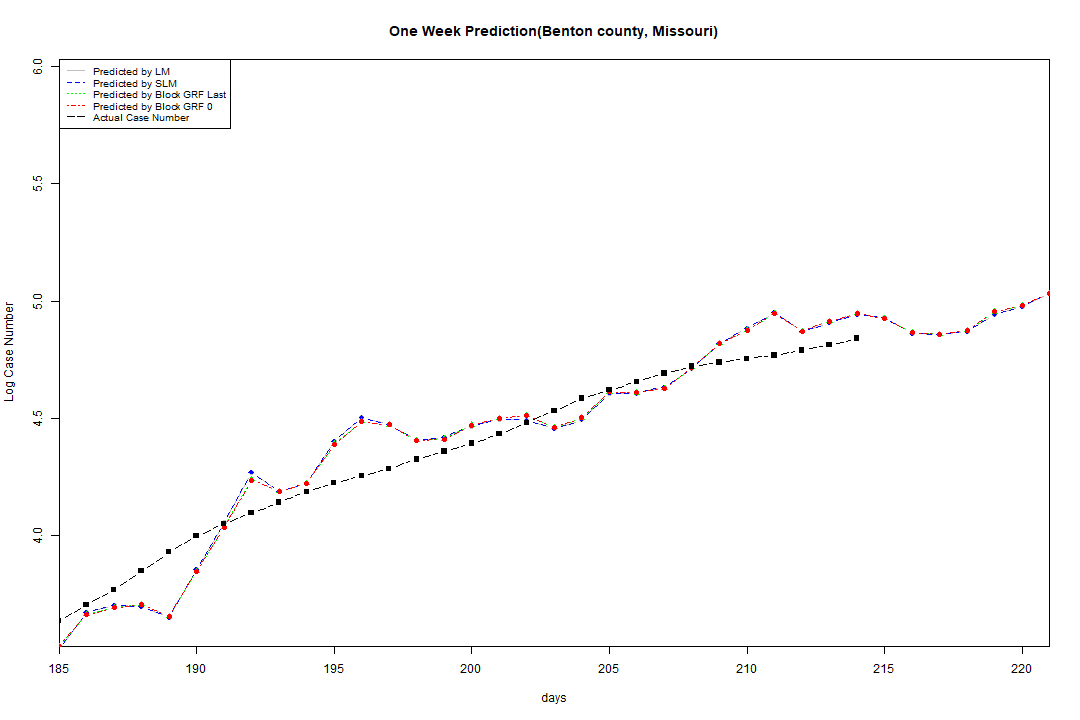 One Week Prediction(Benton county, Missouri)
Predicted by LM
Predicted by SLM
Predicted by Block GRF Last
Predicted by Block GRF 0
Actual Case Number
6.0
5.5
5.0
4.5
4.0
Log Case Number
185 190 195 200 205 210 215 220
days